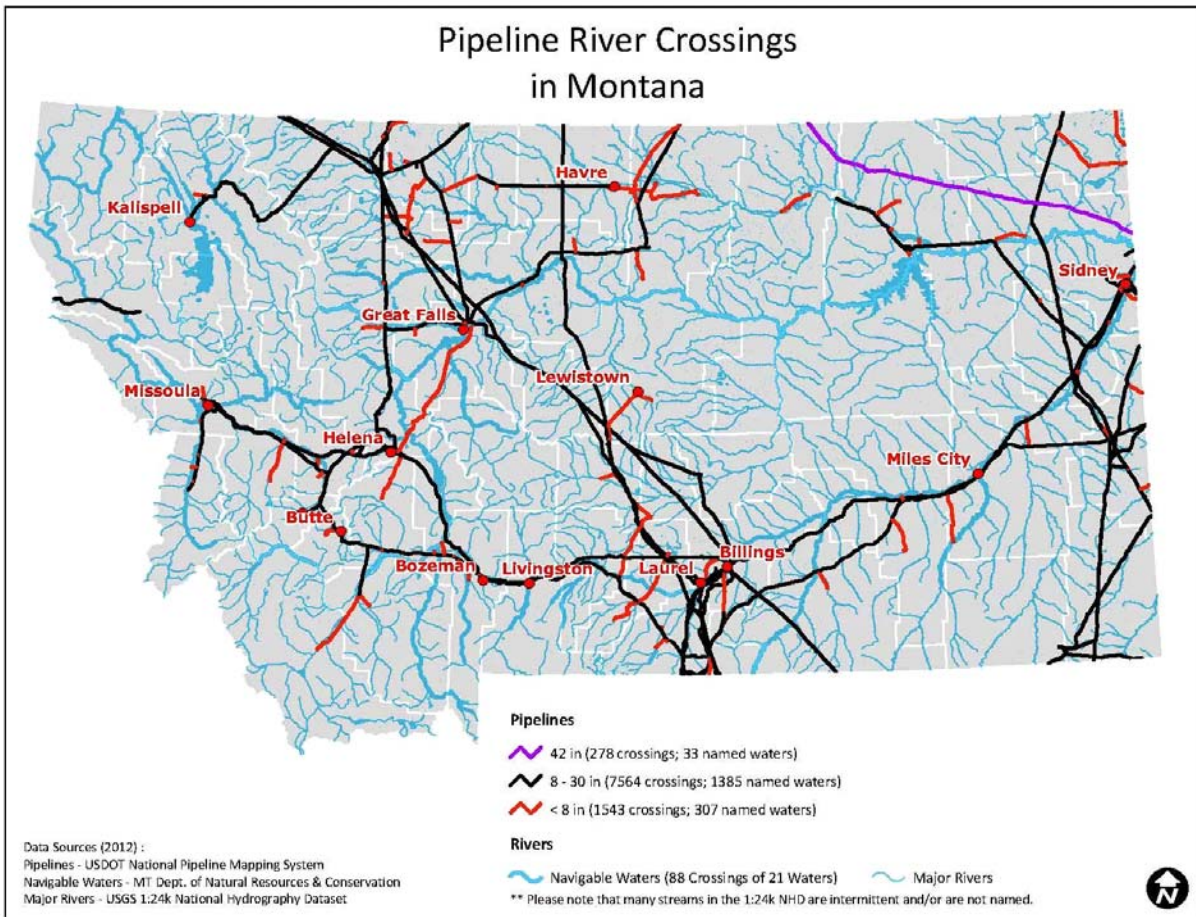 Pipeline River Crossings
in Montana
Havre
Kalispell
Sidney
Great Falls
Lewistown
Missoula
Helena
Miles City
Butte
Billings
Bozeman
Livingston
Laurel
Pipelines
42 in (278 crossings; 33 named waters)
8 - 30 in (7564 crossings; 1385 named waters)
< 8 in (1543 crossings; 307 named waters)
Rivers
Navigable Waters (88 Crossings of 21 Waters)
Major Rivers
** Please note that many streams in the 1:24k NHD are intermittent and/or are not named.
Data Sources (2012) :
Pipelines - USDOT National Pipeline Mapping System
Navigable Waters - MT Dept. of Natural Resources & Conservation
Major Rivers - USGS 1:24k National Hydrography Dataset
N